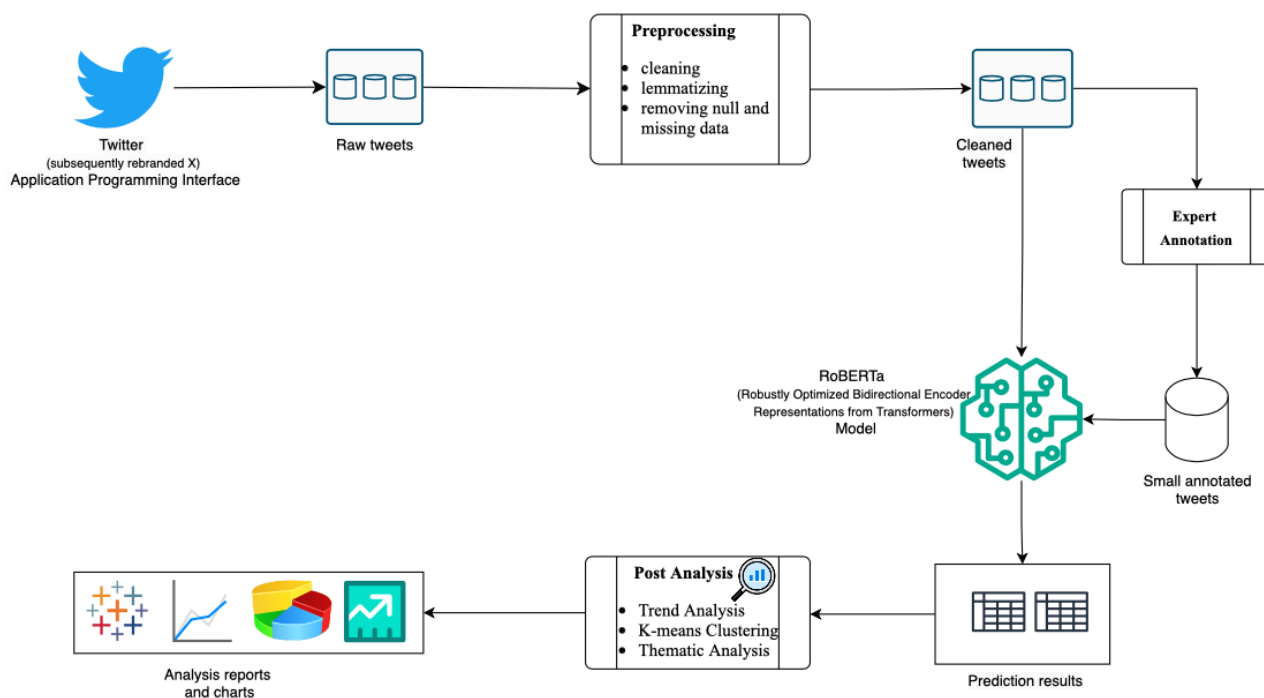 Twitter
(subsequently rebranded X)
Application Programming Interface
Raw tweets
Preprocessing
• cleaning
• lemmatizing
• removing null and
missing data
Cleaned
tweets
Expert
Annotation
Small annotated
tweets
RoBERTa
(Robustly Optimized Bidirectional Encoder
Representations from Transformers)
Model
Prediction results
Post Analysis
• Trend Analysis
• K-means Clustering
• Thematic Analysis
Analysis reports
and charts